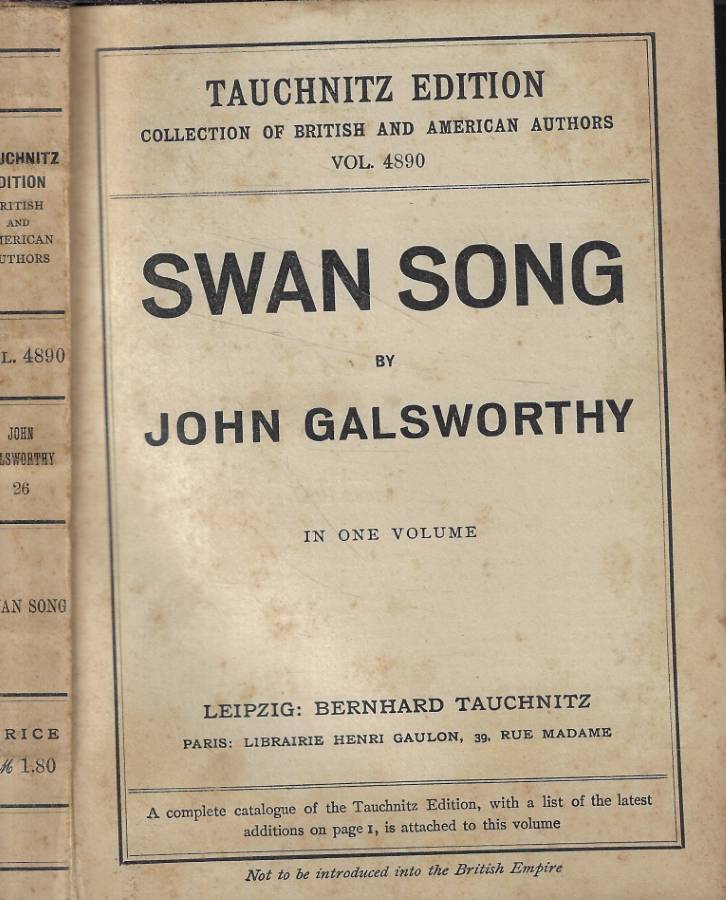 UCHNITZ
DITION
RITISH
AND
MERICAN
UTHORS
L. 4890
JOHN
LSWORTHY
26
AN SONG
RICE
ℳ 1.80
TAUCHNITZ EDITION
COLLECTION OF BRITISH AND AMERICAN AUTHORS
VOL. 4890
SWAN SONG
BY
JOHN GALSWORTHY
IN ONE VOLUME
LEIPZIG: BERNHARD TAUCHNITZ
PARIS: LIBRAIRIE HENRI GAULON, 39, RUE MADAME
A complete catalogue of the Tauchnitz Edition, with a list of the latest
additions on page 1, is attached to this volume
Not to be introduced into the British Empire